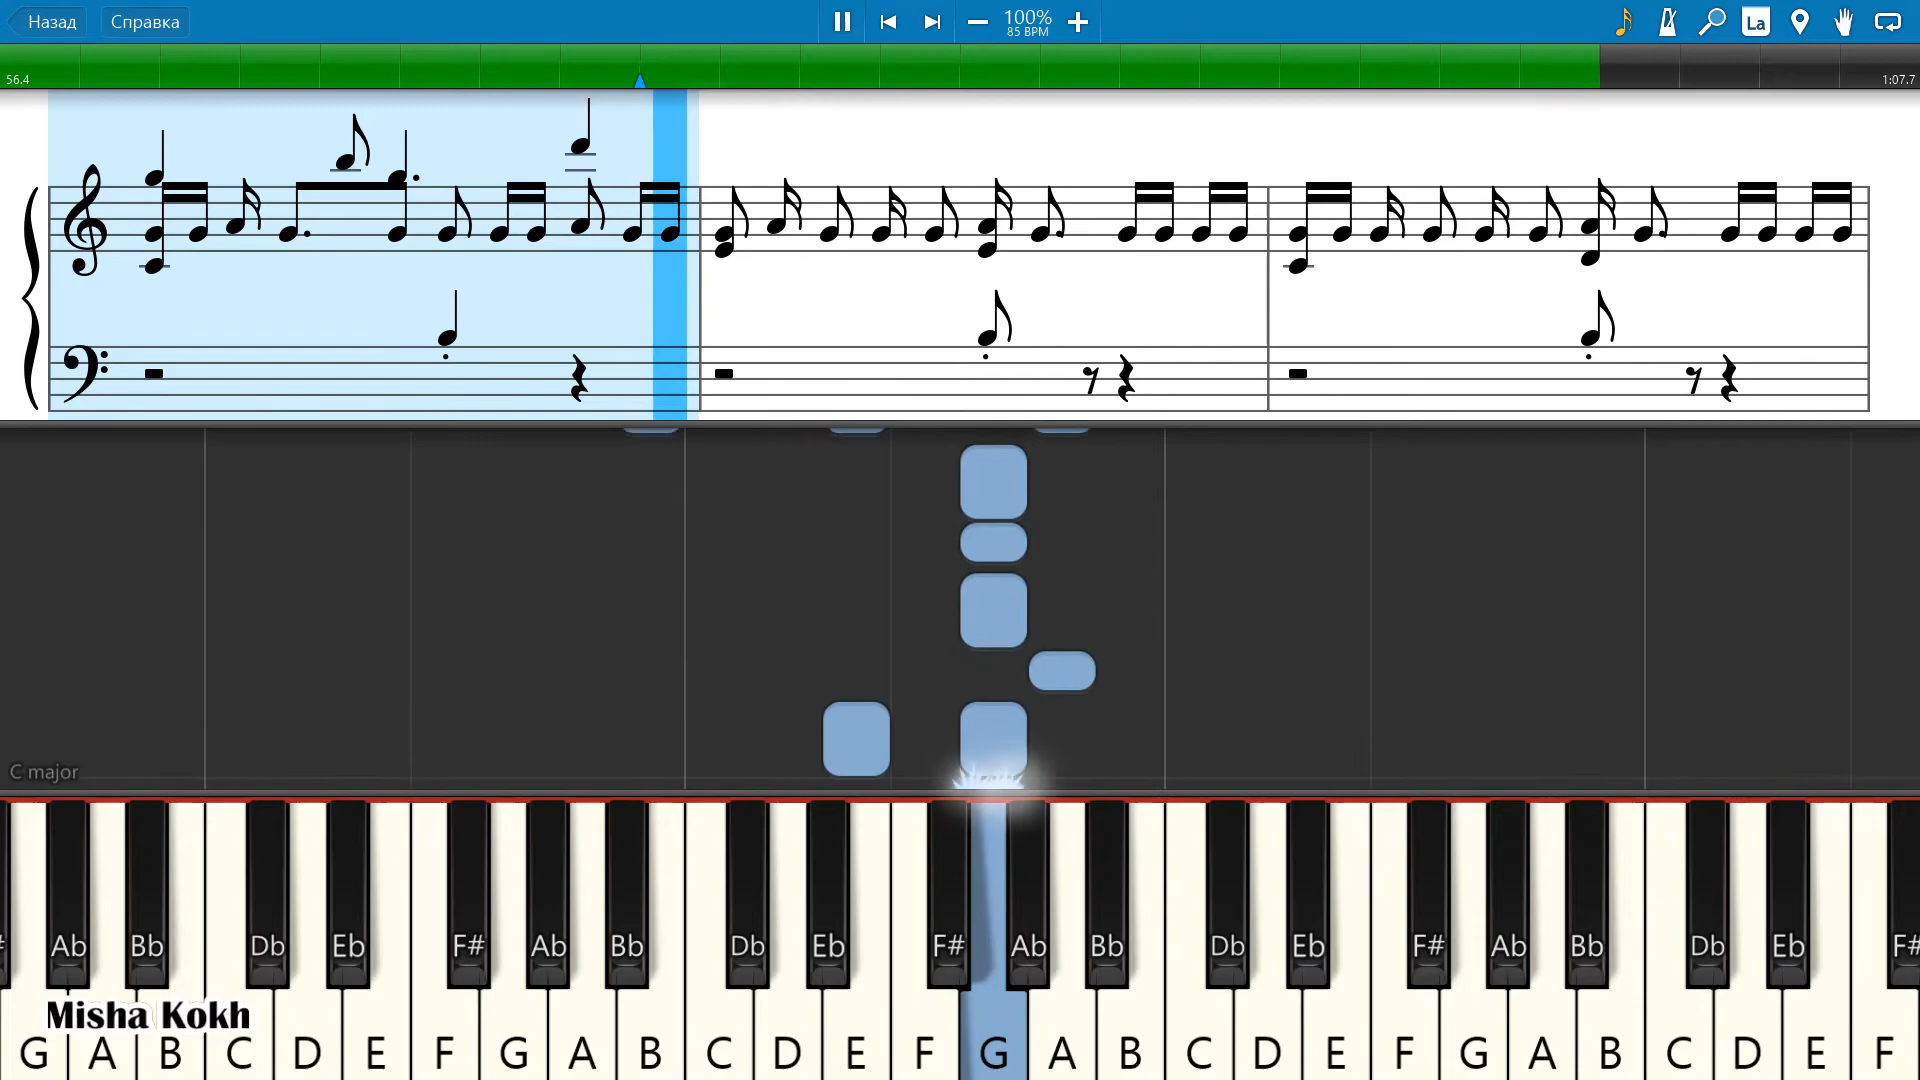 Назад Справка 100% La
85 BPM
56.4 1:07.7
C major
Ab Bb Db Eb F# Ab Bb Db Eb F# Ab Bb Db Eb F# Ab Bb Db Eb F#
Misha Kokh
G A B C D E F G A B C D E F G A B C D E F G A B C D E F